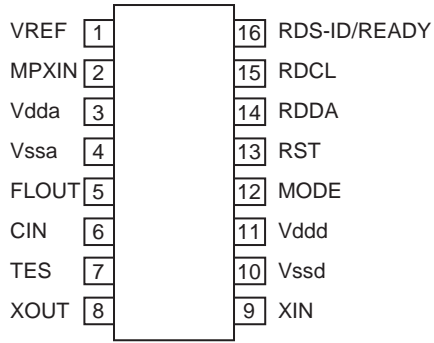 VREF 1 16 RDS-ID/READY
MPXIN 2 15 RDCL
Vdda 3 14 RDDA
Vssa 4 13 RST
FLOUT 5 12 MODE
CIN 6 11 Vddd
TES 7 10 Vssd
XOUT 8 9 XIN